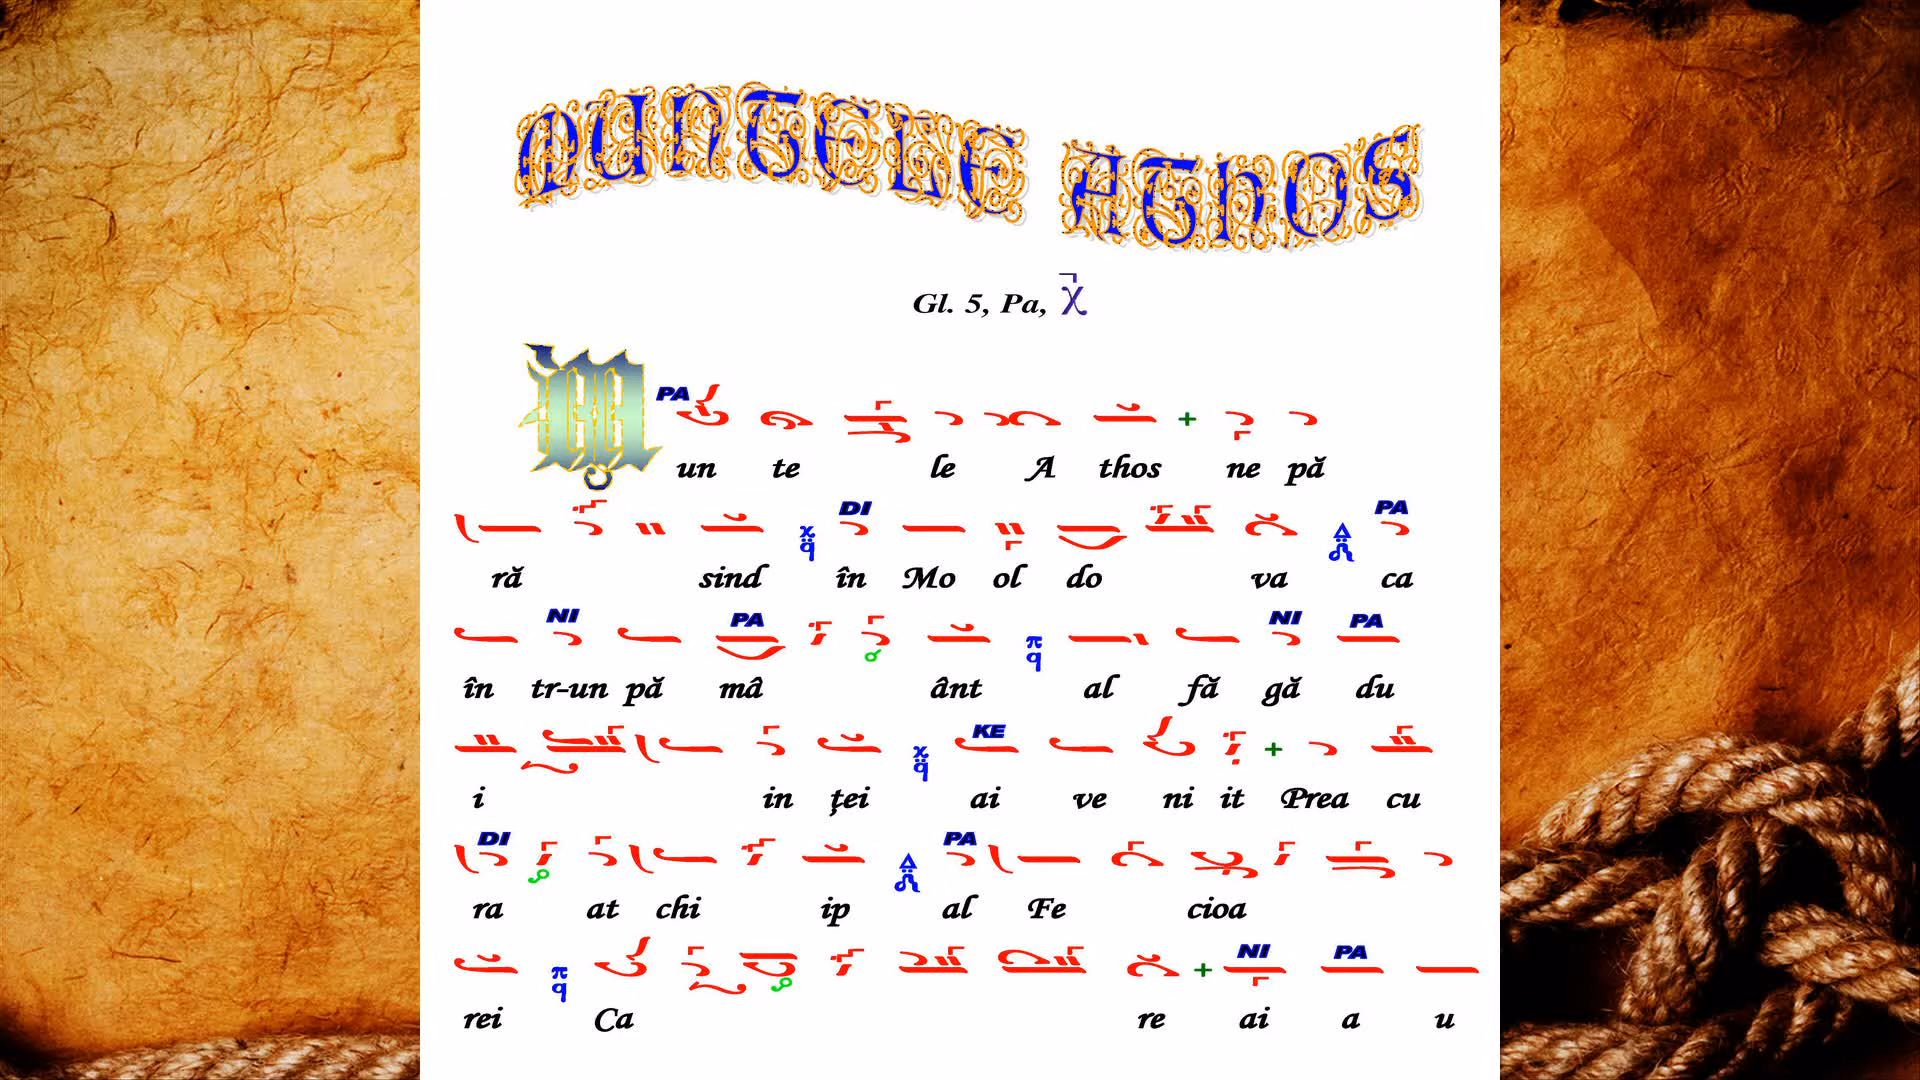 MUNTELE ATHOS
Gl. 5, Pa, χ
M PA
un te le A thos ne pă
DI PA
ră sind în Mo ol do va ca
NI PA NI PA
în tr-un pă mâ ânt al fă gă du
KE
i in ței ai ve ni it Prea cu
DI PA
ra at chi ip al Fe cioa
NI PA
rei Ca re ai a u